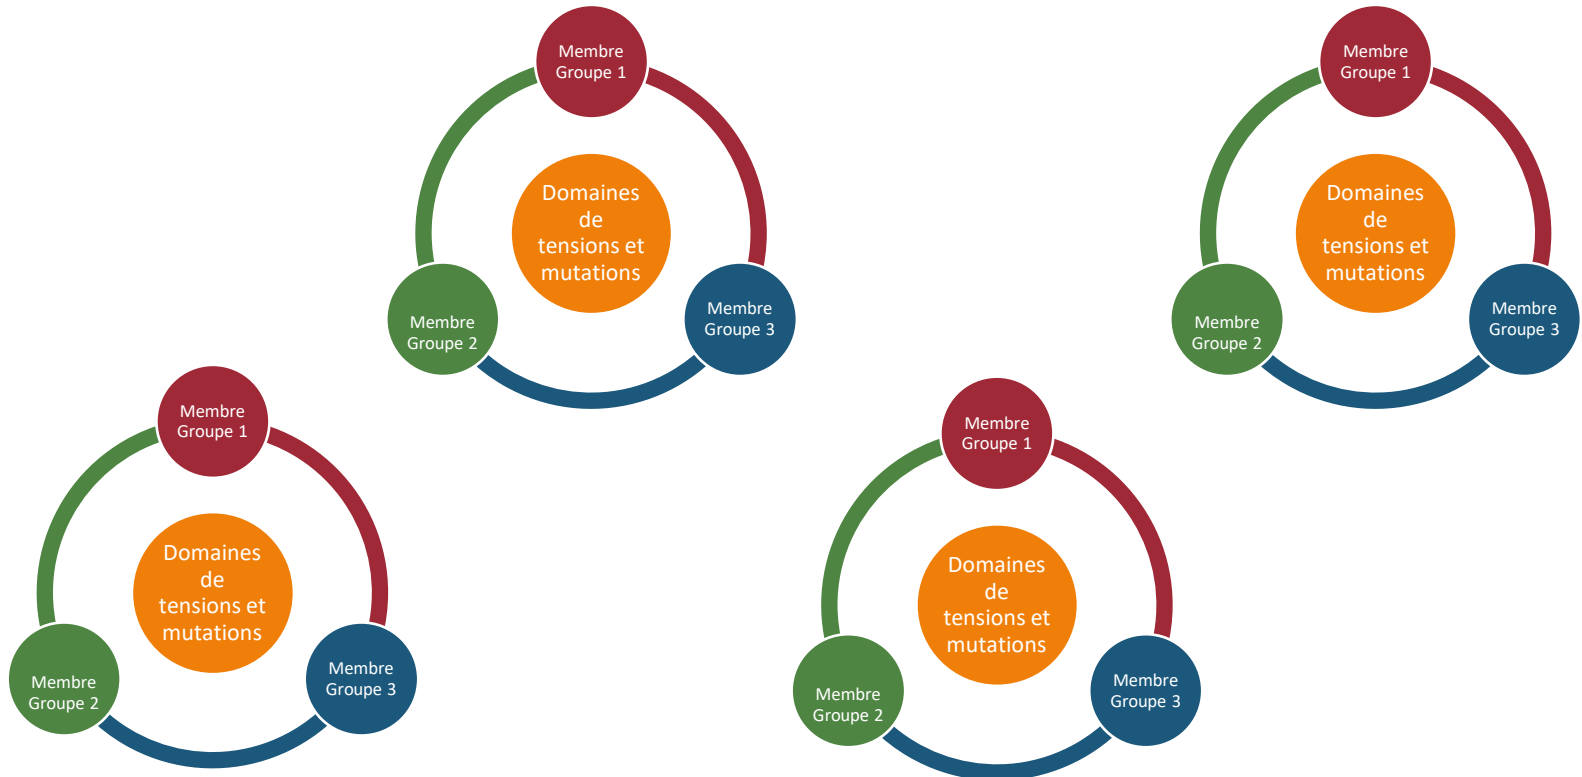 Membre
Groupe 1
Domaines
de
tensions et
mutations
Membre
Groupe 2
Membre
Groupe 3
Membre
Groupe 1
Domaines
de
tensions et
mutations
Membre
Groupe 2
Membre
Groupe 3
Membre
Groupe 1
Domaines
de
tensions et
mutations
Membre
Groupe 2
Membre
Groupe 3
Membre
Groupe 1
Domaines
de
tensions et
mutations
Membre
Groupe 2
Membre
Groupe 3